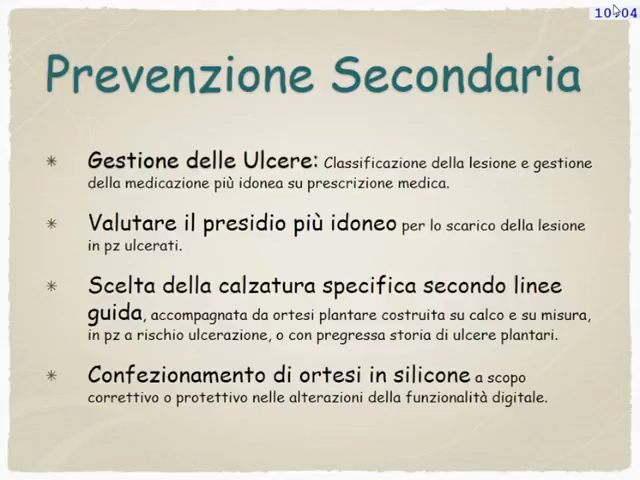 10:04
Prevenzione Secondaria
Gestione delle Ulcere: Classificazione della lesione e gestione
della medicazione più idonea su prescrizione medica.
Valutare il presidio più idoneo per lo scarico della lesione
in pz ulcerati.
Scelta della calzatura specifica secondo linee
guida, accompagnata da ortesi plantare costruita su calco e su misura,
in pz a rischio ulcerazione, o con pregressa storia di ulcere plantari.
Confezionamento di ortesi in silicone a scopo
correttivo o protettivo nelle alterazioni della funzionalità digitale.